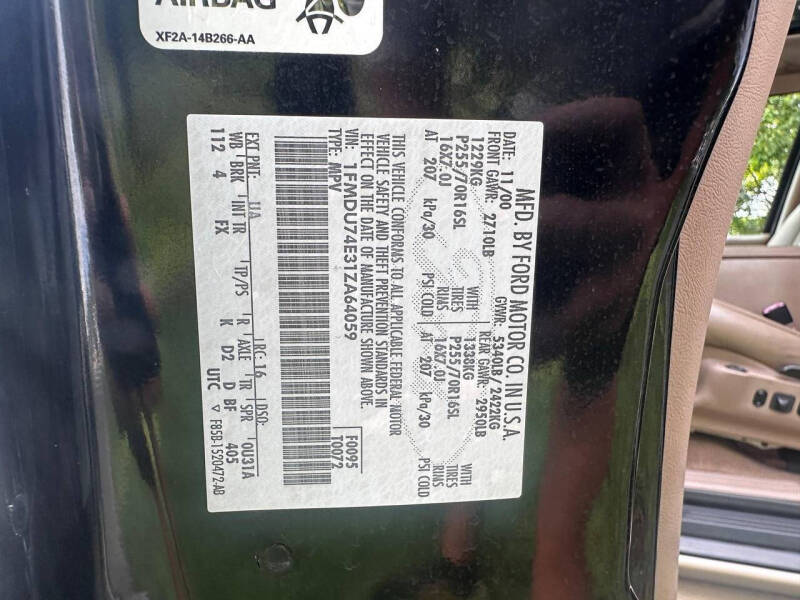 AIRBAG
XF2A-14B266-AA
MFD. BY FORD MOTOR CO. IN U.S.A.
DATE: 11/00 GVWR: 5340LB/ 2422KG
FRONT GAWR: 2710LB REAR GAWR: 2950LB
1229KG WITH 1338KG WITH
P255/70R16SL TIRES P255/70R16SL TIRES
16X7.0J RIMS 16X7.0J RIMS
AT 207 kPa/30 PSI COLD AT 207 kPa/30 PSI COLD
THIS VEHICLE CONFORMS TO ALL APPLICABLE FEDERAL MOTOR
VEHICLE SAFETY AND THEFT PREVENTION STANDARDS IN
EFFECT ON THE DATE OF MANUFACTURE SHOWN ABOVE.
VIN: 1FMDU74E31ZA64059 F0095
TYPE: MPV T0072
EXT PNT: UA RC: 16 DSO:
WB BRK INT TR TP/PS R AXLE TR SPR 0U31A
112 4 FX K D2 D BF 405
UTC ▽ F85B-1520472-AB